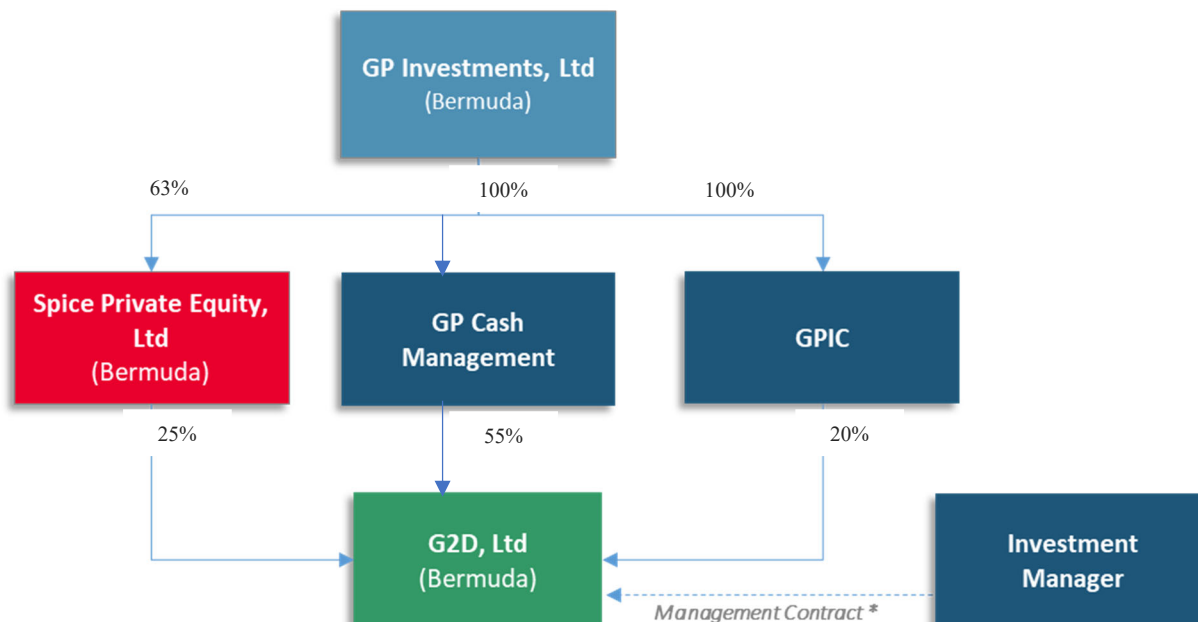 GP Investments, Ltd
(Bermuda)
63%
100%
100%
Spice Private Equity,
Ltd
(Bermuda)
GP Cash
Management
GPIC
25%
55%
20%
G2D, Ltd
(Bermuda)
Investment
Manager
Management Contract *